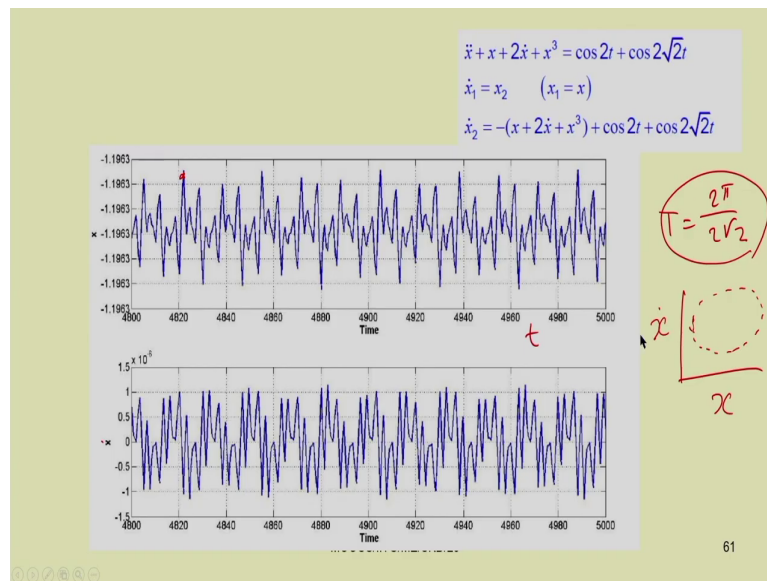 ẍ + x + 2ẋ + x³ = cos 2t + cos 2√2t
ẋ₁ = x₂ (x₁ = x)
ẋ₂ = −(x + 2ẋ + x³) + cos 2t + cos 2√2t
-1.1963
-1.1963
-1.1963
x -1.1963
-1.1963
-1.1963
-1.1963
4800 4820 4840 4860 4880 4900 4920 4940 4960 4980 5000
Time
t
T = 2π / 2√2
ẋ
x
1.5 x 10⁻⁶
1
0.5
ẋ 0
-0.5
-1
-1.5
4800 4820 4840 4860 4880 4900 4920 4940 4960 4980 5000
Time
61